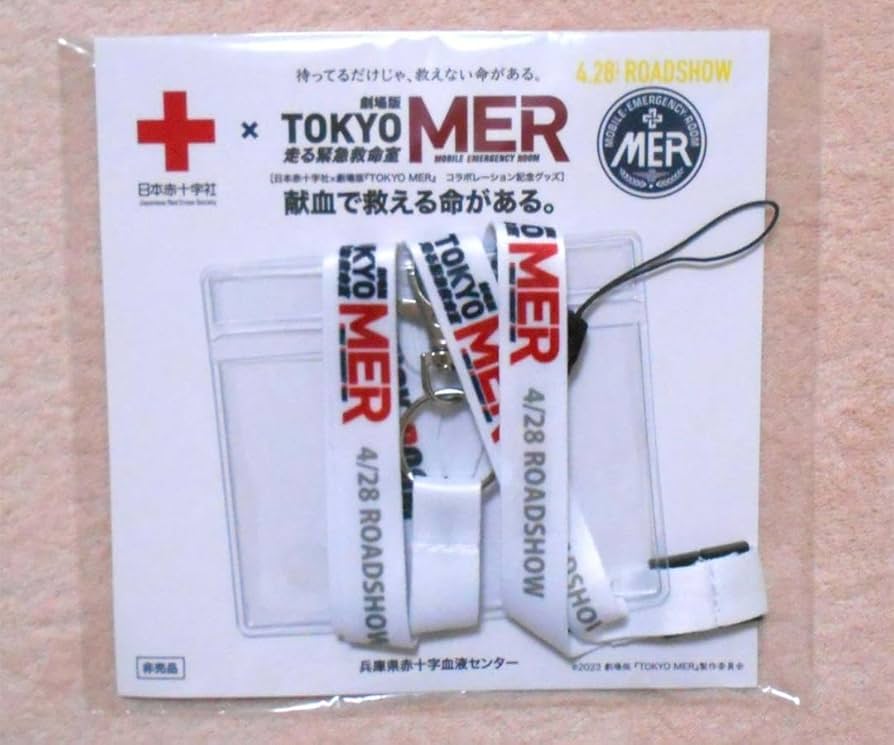 待ってるだけじゃ、救えない命がある。
4.28 ROADSHOW
日本赤十字社
Japanese Red Cross Society
×
劇場版
TOKYO MER
走る緊急救命室
MOBILE EMERGENCY ROOM
MOBILE EMERGENCY ROOM
MER
[日本赤十字社×劇場版『TOKYO MER』 コラボレーション記念グッズ]
献血で救える命がある。
KYO MER
4/28 ROADSHOW
TOKYO MER
MER
4/28 ROADSHOW
非売品
兵庫県赤十字血液センター
©2023 劇場版『TOKYO MER』製作委員会